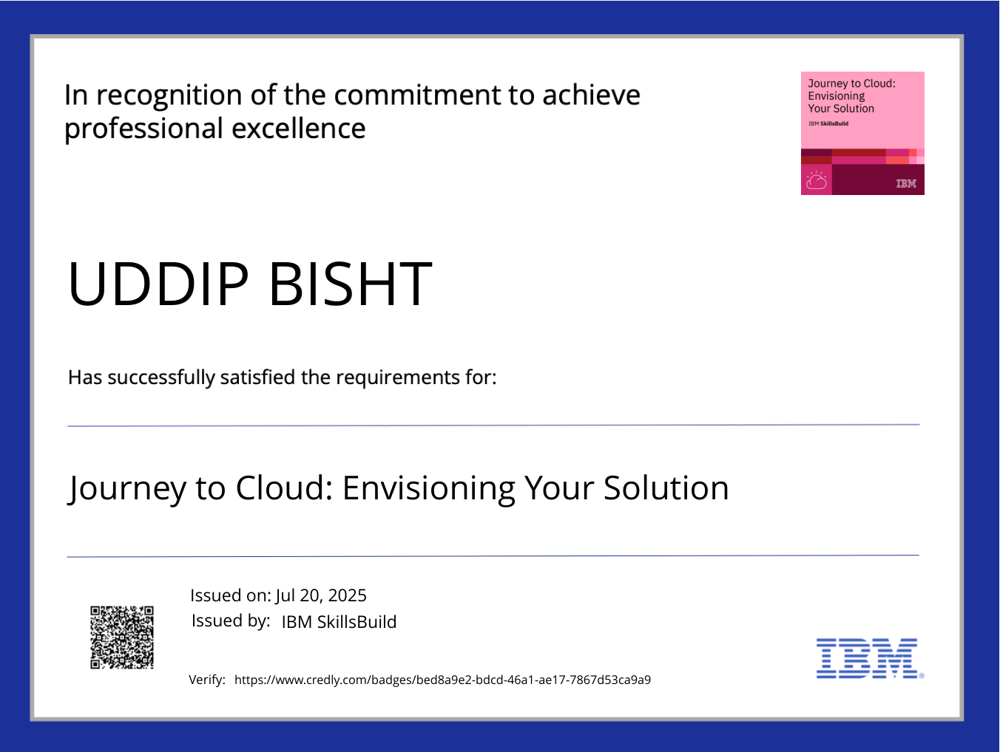 In recognition of the commitment to achieve
professional excellence
Journey to Cloud:
Envisioning
Your Solution
IBM SkillsBuild
IBM
UDDIP BISHT
Has successfully satisfied the requirements for:
Journey to Cloud: Envisioning Your Solution
Issued on: Jul 20, 2025
Issued by: IBM SkillsBuild
Verify: https://www.credly.com/badges/bed8a9e2-bdcd-46a1-ae17-7867d53ca9a9
IBM®